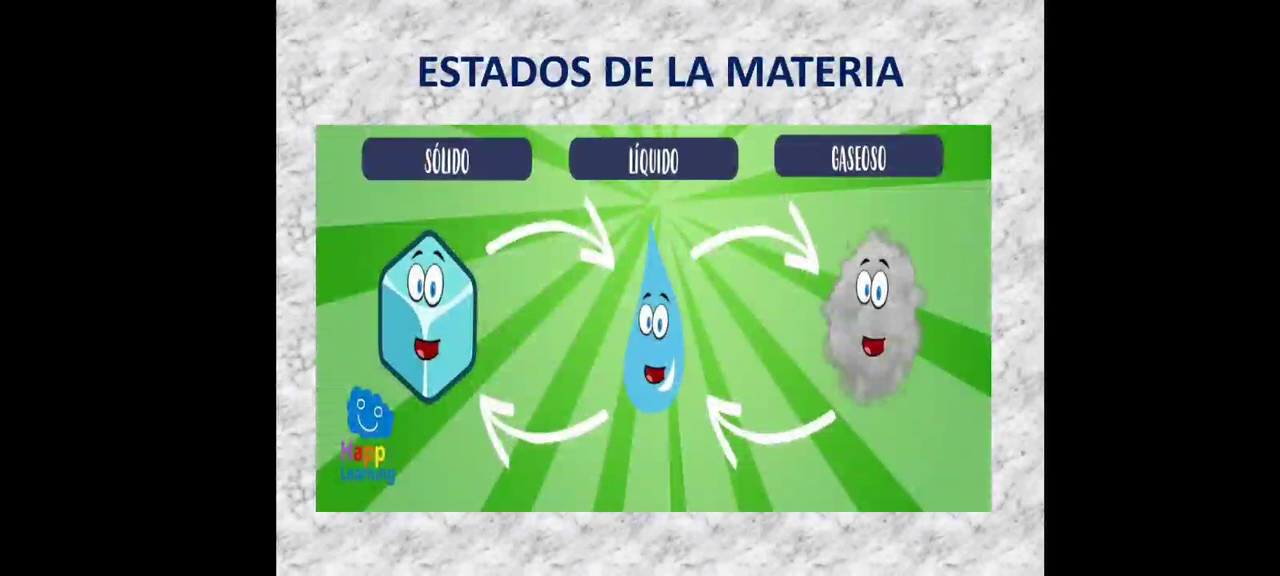 ESTADOS DE LA MATERIA
SÓLIDO
LÍQUIDO
GASEOSO
Happ
Learning